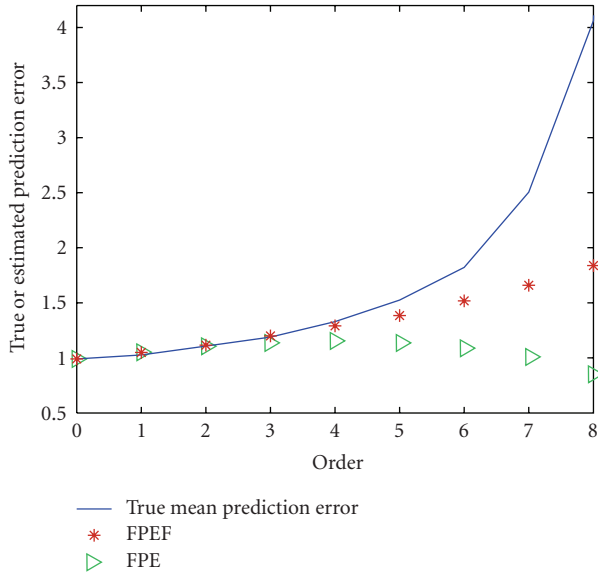 True or estimated prediction error
4
3.5
3
2.5
2
1.5
1
0.5
0 1 2 3 4 5 6 7 8
Order
True mean prediction error
FPEF
FPE